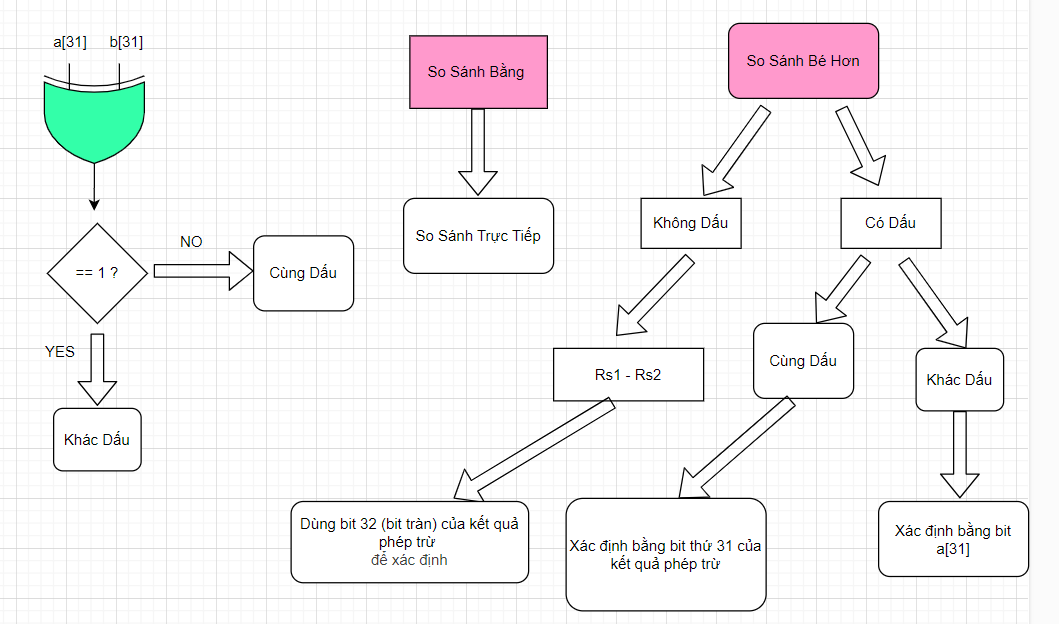 a[31] b[31]
== 1 ?
NO
Cùng Dấu
YES
Khác Dấu
So Sánh Bằng
So Sánh Trực Tiếp
So Sánh Bé Hơn
Không Dấu
Có Dấu
Rs1 - Rs2
Cùng Dấu
Khác Dấu
Dùng bit 32 (bit tràn) của kết quả
phép trừ
để xác định
Xác định bằng bit thứ 31 của
kết quả phép trừ
Xác định bằng bit
a[31]